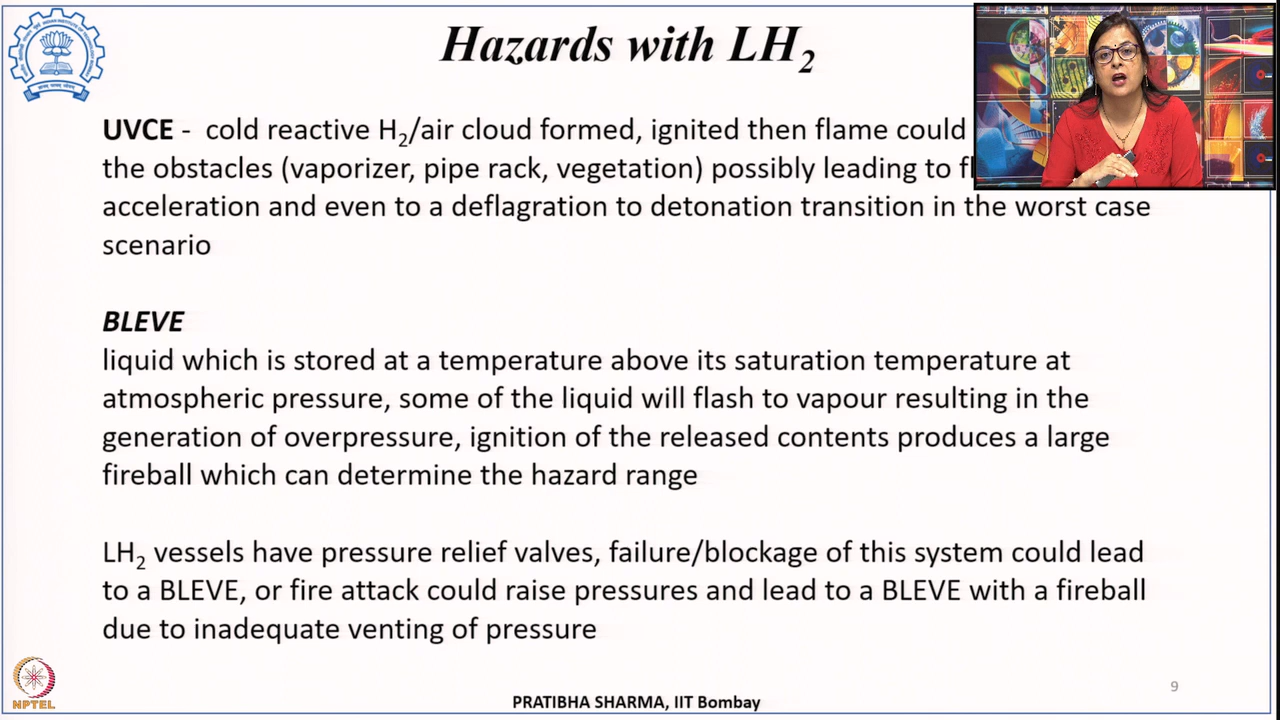 Hazards with LH₂
UVCE - cold reactive H₂/air cloud formed, ignited then flame could
the obstacles (vaporizer, pipe rack, vegetation) possibly leading to
acceleration and even to a deflagration to detonation transition in the worst case
scenario
BLEVE
liquid which is stored at a temperature above its saturation temperature at
atmospheric pressure, some of the liquid will flash to vapour resulting in the
generation of overpressure, ignition of the released contents produces a large
fireball which can determine the hazard range
LH₂ vessels have pressure relief valves, failure/blockage of this system could lead
to a BLEVE, or fire attack could raise pressures and lead to a BLEVE with a fireball
due to inadequate venting of pressure
9
NPTEL
PRATIBHA SHARMA, IIT Bombay